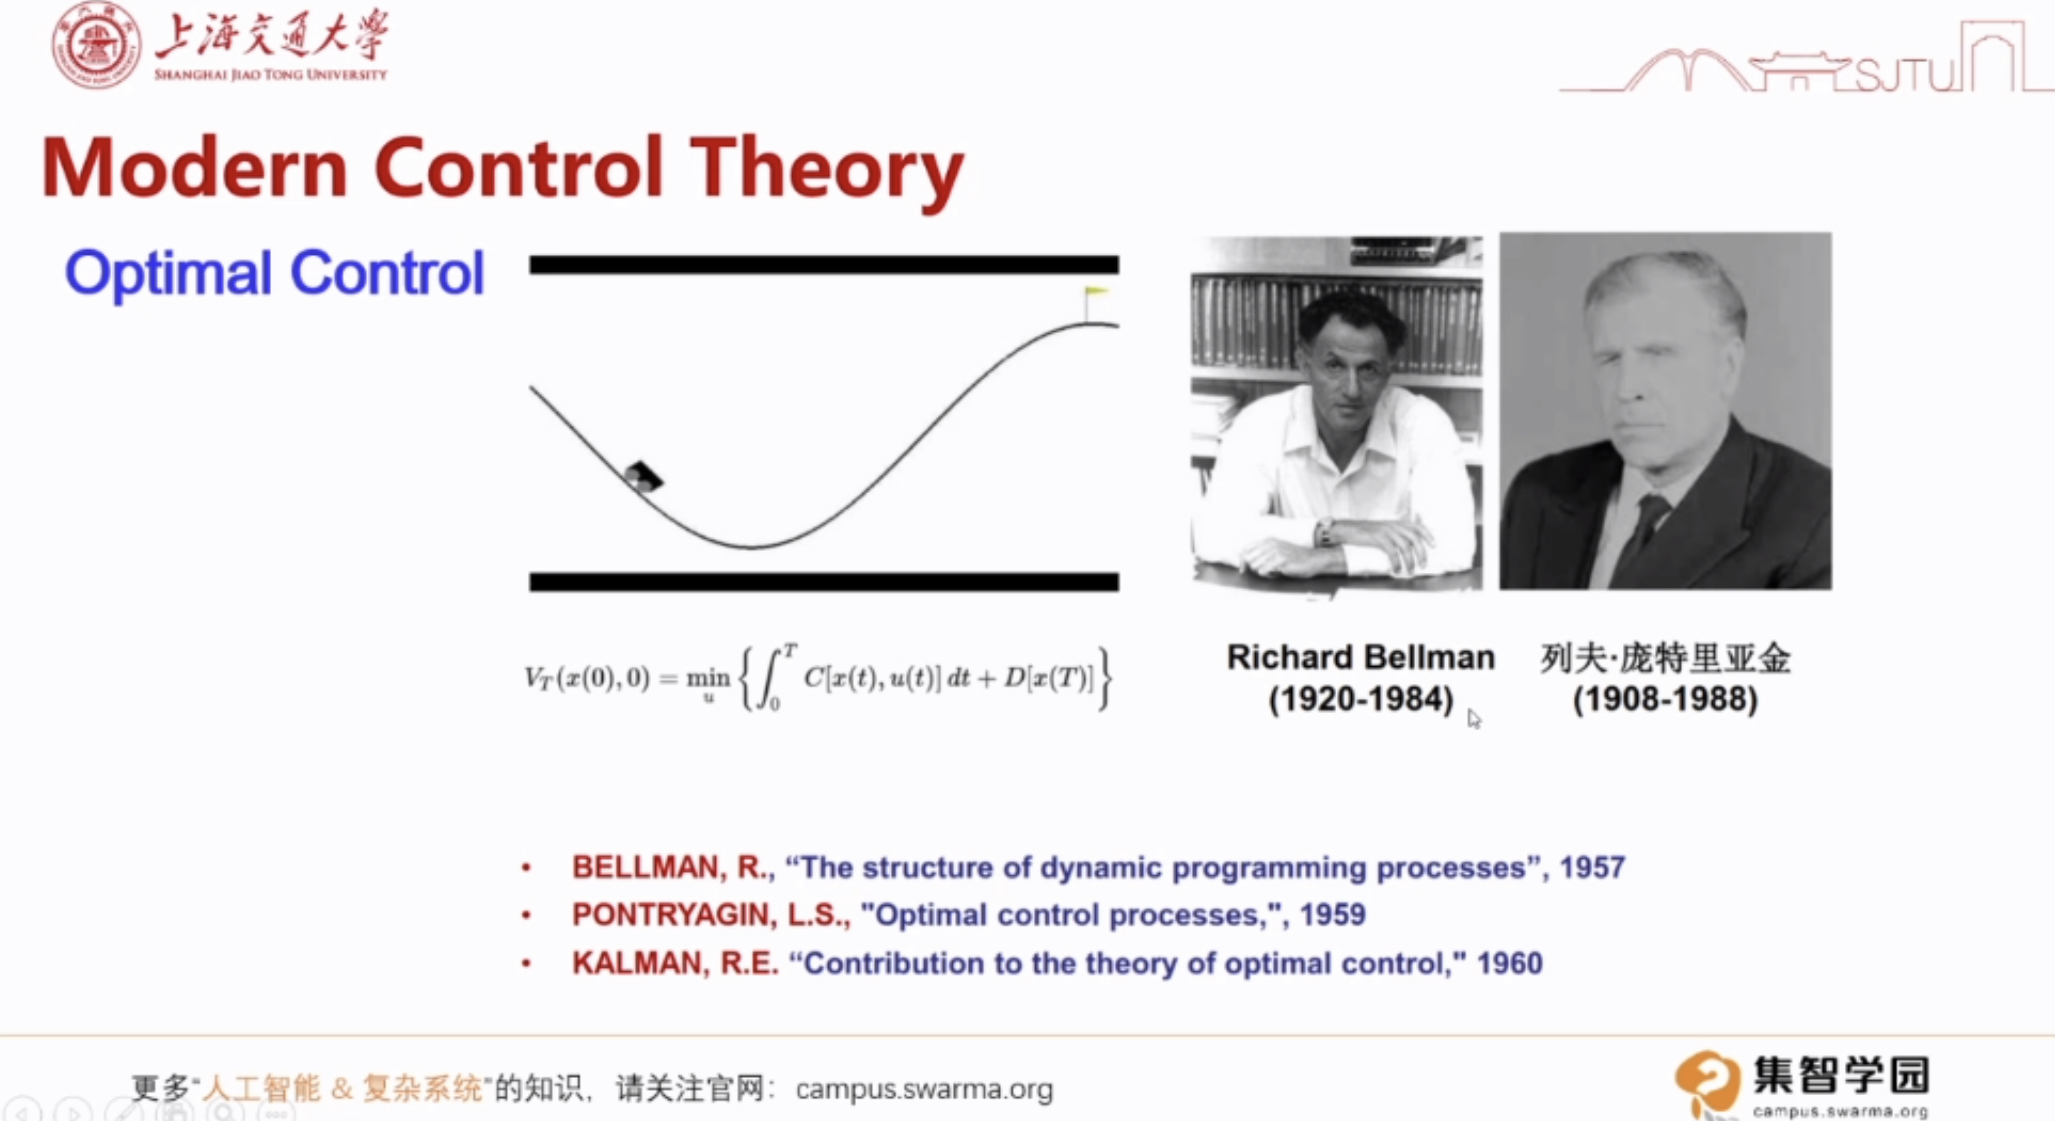 上海交通大学
SHANGHAI JIAO TONG UNIVERSITY
SJTU
Modern Control Theory
Optimal Control
V_T(x(0), 0) = min_u { ∫_0^T C[x(t), u(t)] dt + D[x(T)] }
Richard Bellman
(1920-1984)
列夫·庞特里亚金
(1908-1988)
• BELLMAN, R., “The structure of dynamic programming processes”, 1957
• PONTRYAGIN, L.S., "Optimal control processes,", 1959
• KALMAN, R.E. “Contribution to the theory of optimal control," 1960
更多“人工智能 & 复杂系统”的知识，请关注官网：campus.swarma.org
集智学园
campus.swarma.org